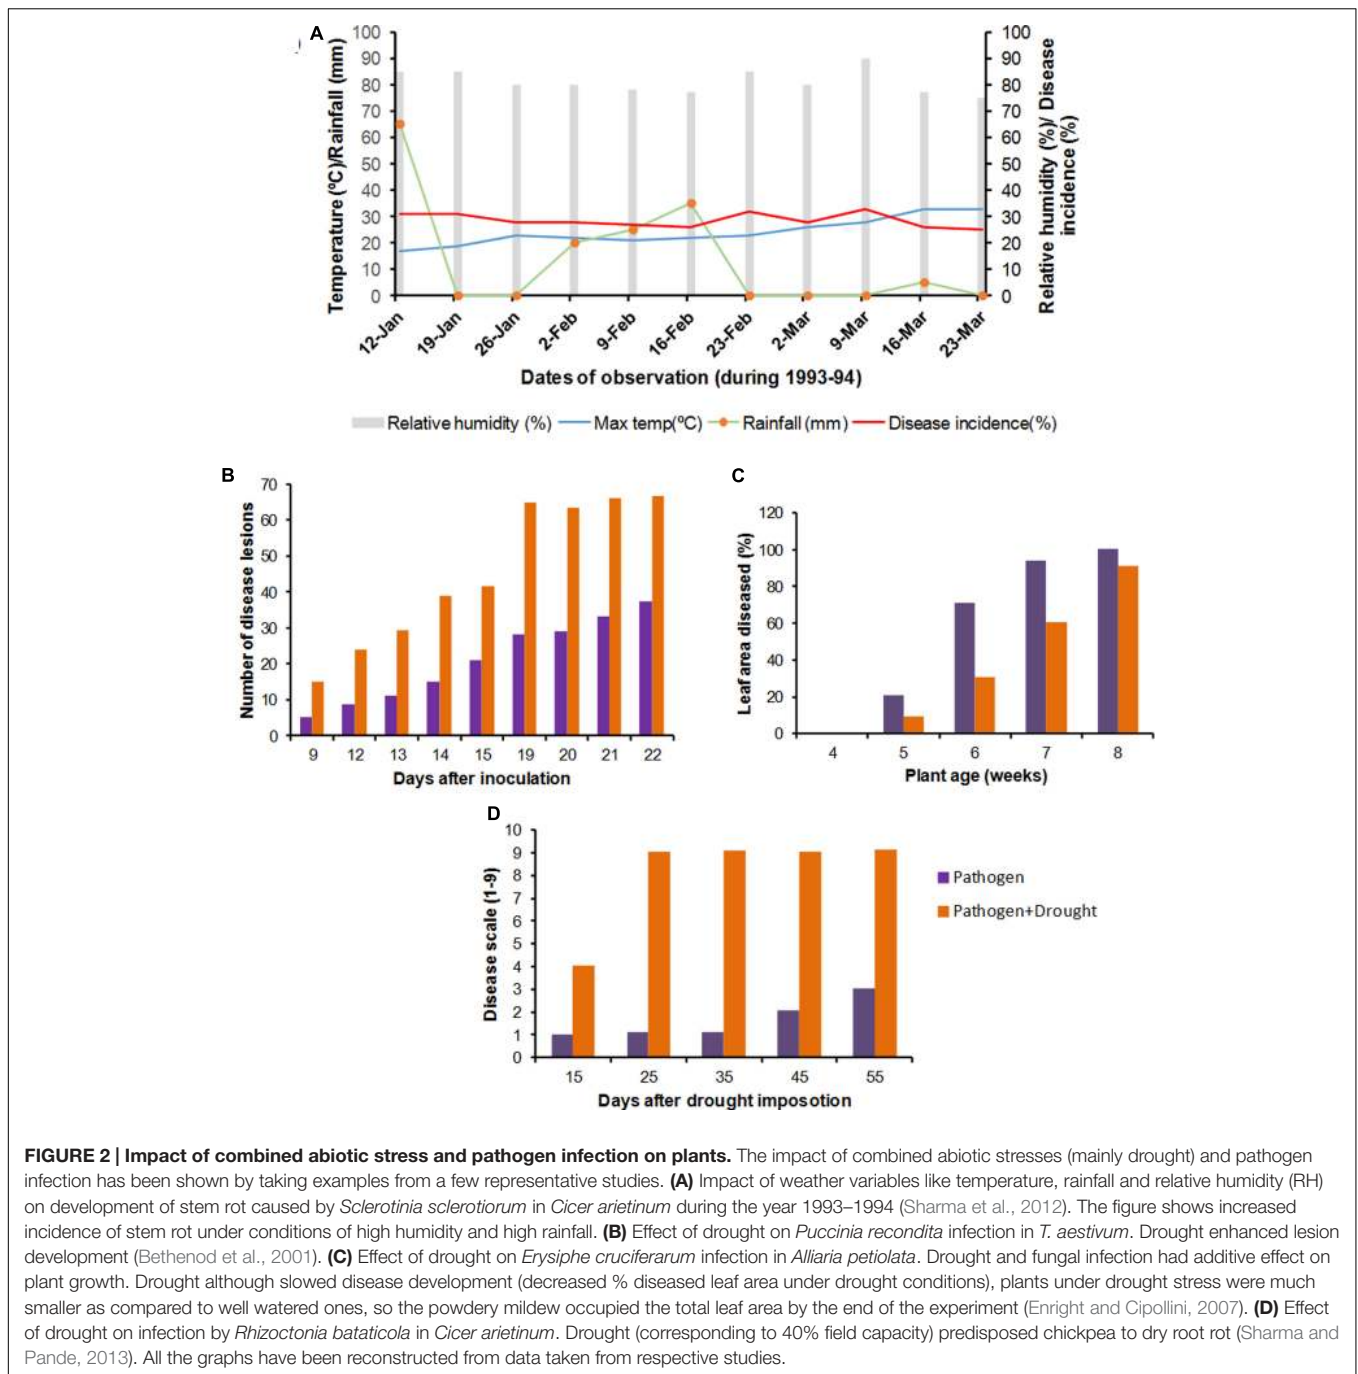 A
Temperature (ºC)/Rainfall (mm)
100
90
80
70
60
50
40
30
20
10
0
100
90
80
70
60
50
40
30
20
10
0
Relative humidity (%)/ Disease
incidence (%)
12-Jan
19-Jan
26-Jan
2-Feb
9-Feb
16-Feb
23-Feb
2-Mar
9-Mar
16-Mar
23-Mar
Dates of observation (during 1993-94)
Relative humidity (%) Max temp(ºC) Rainfall (mm) Disease incidence(%)
B
Number of disease lesions
70
60
50
40
30
20
10
0
9 12 13 14 15 19 20 21 22
Days after inoculation
C
Leaf area diseased (%)
120
100
80
60
40
20
0
4 5 6 7 8
Plant age (weeks)
D
Disease scale (1-9)
10
9
8
7
6
5
4
3
2
1
0
15 25 35 45 55
Days after drought imposotion
Pathogen
Pathogen+Drought
FIGURE 2 | Impact of combined abiotic stress and pathogen infection on plants. The impact of combined abiotic stresses (mainly drought) and pathogen
infection has been shown by taking examples from a few representative studies. (A) Impact of weather variables like temperature, rainfall and relative humidity (RH)
on development of stem rot caused by Sclerotinia sclerotiorum in Cicer arietinum during the year 1993–1994 (Sharma et al., 2012). The figure shows increased
incidence of stem rot under conditions of high humidity and high rainfall. (B) Effect of drought on Puccinia recondita infection in T. aestivum. Drought enhanced lesion
development (Bethenod et al., 2001). (C) Effect of drought on Erysiphe cruciferarum infection in Alliaria petiolata. Drought and fungal infection had additive effect on
plant growth. Drought although slowed disease development (decreased % diseased leaf area under drought conditions), plants under drought stress were much
smaller as compared to well watered ones, so the powdery mildew occupied the total leaf area by the end of the experiment (Enright and Cipollini, 2007). (D) Effect
of drought on infection by Rhizoctonia bataticola in Cicer arietinum. Drought (corresponding to 40% field capacity) predisposed chickpea to dry root rot (Sharma and
Pande, 2013). All the graphs have been reconstructed from data taken from respective studies.